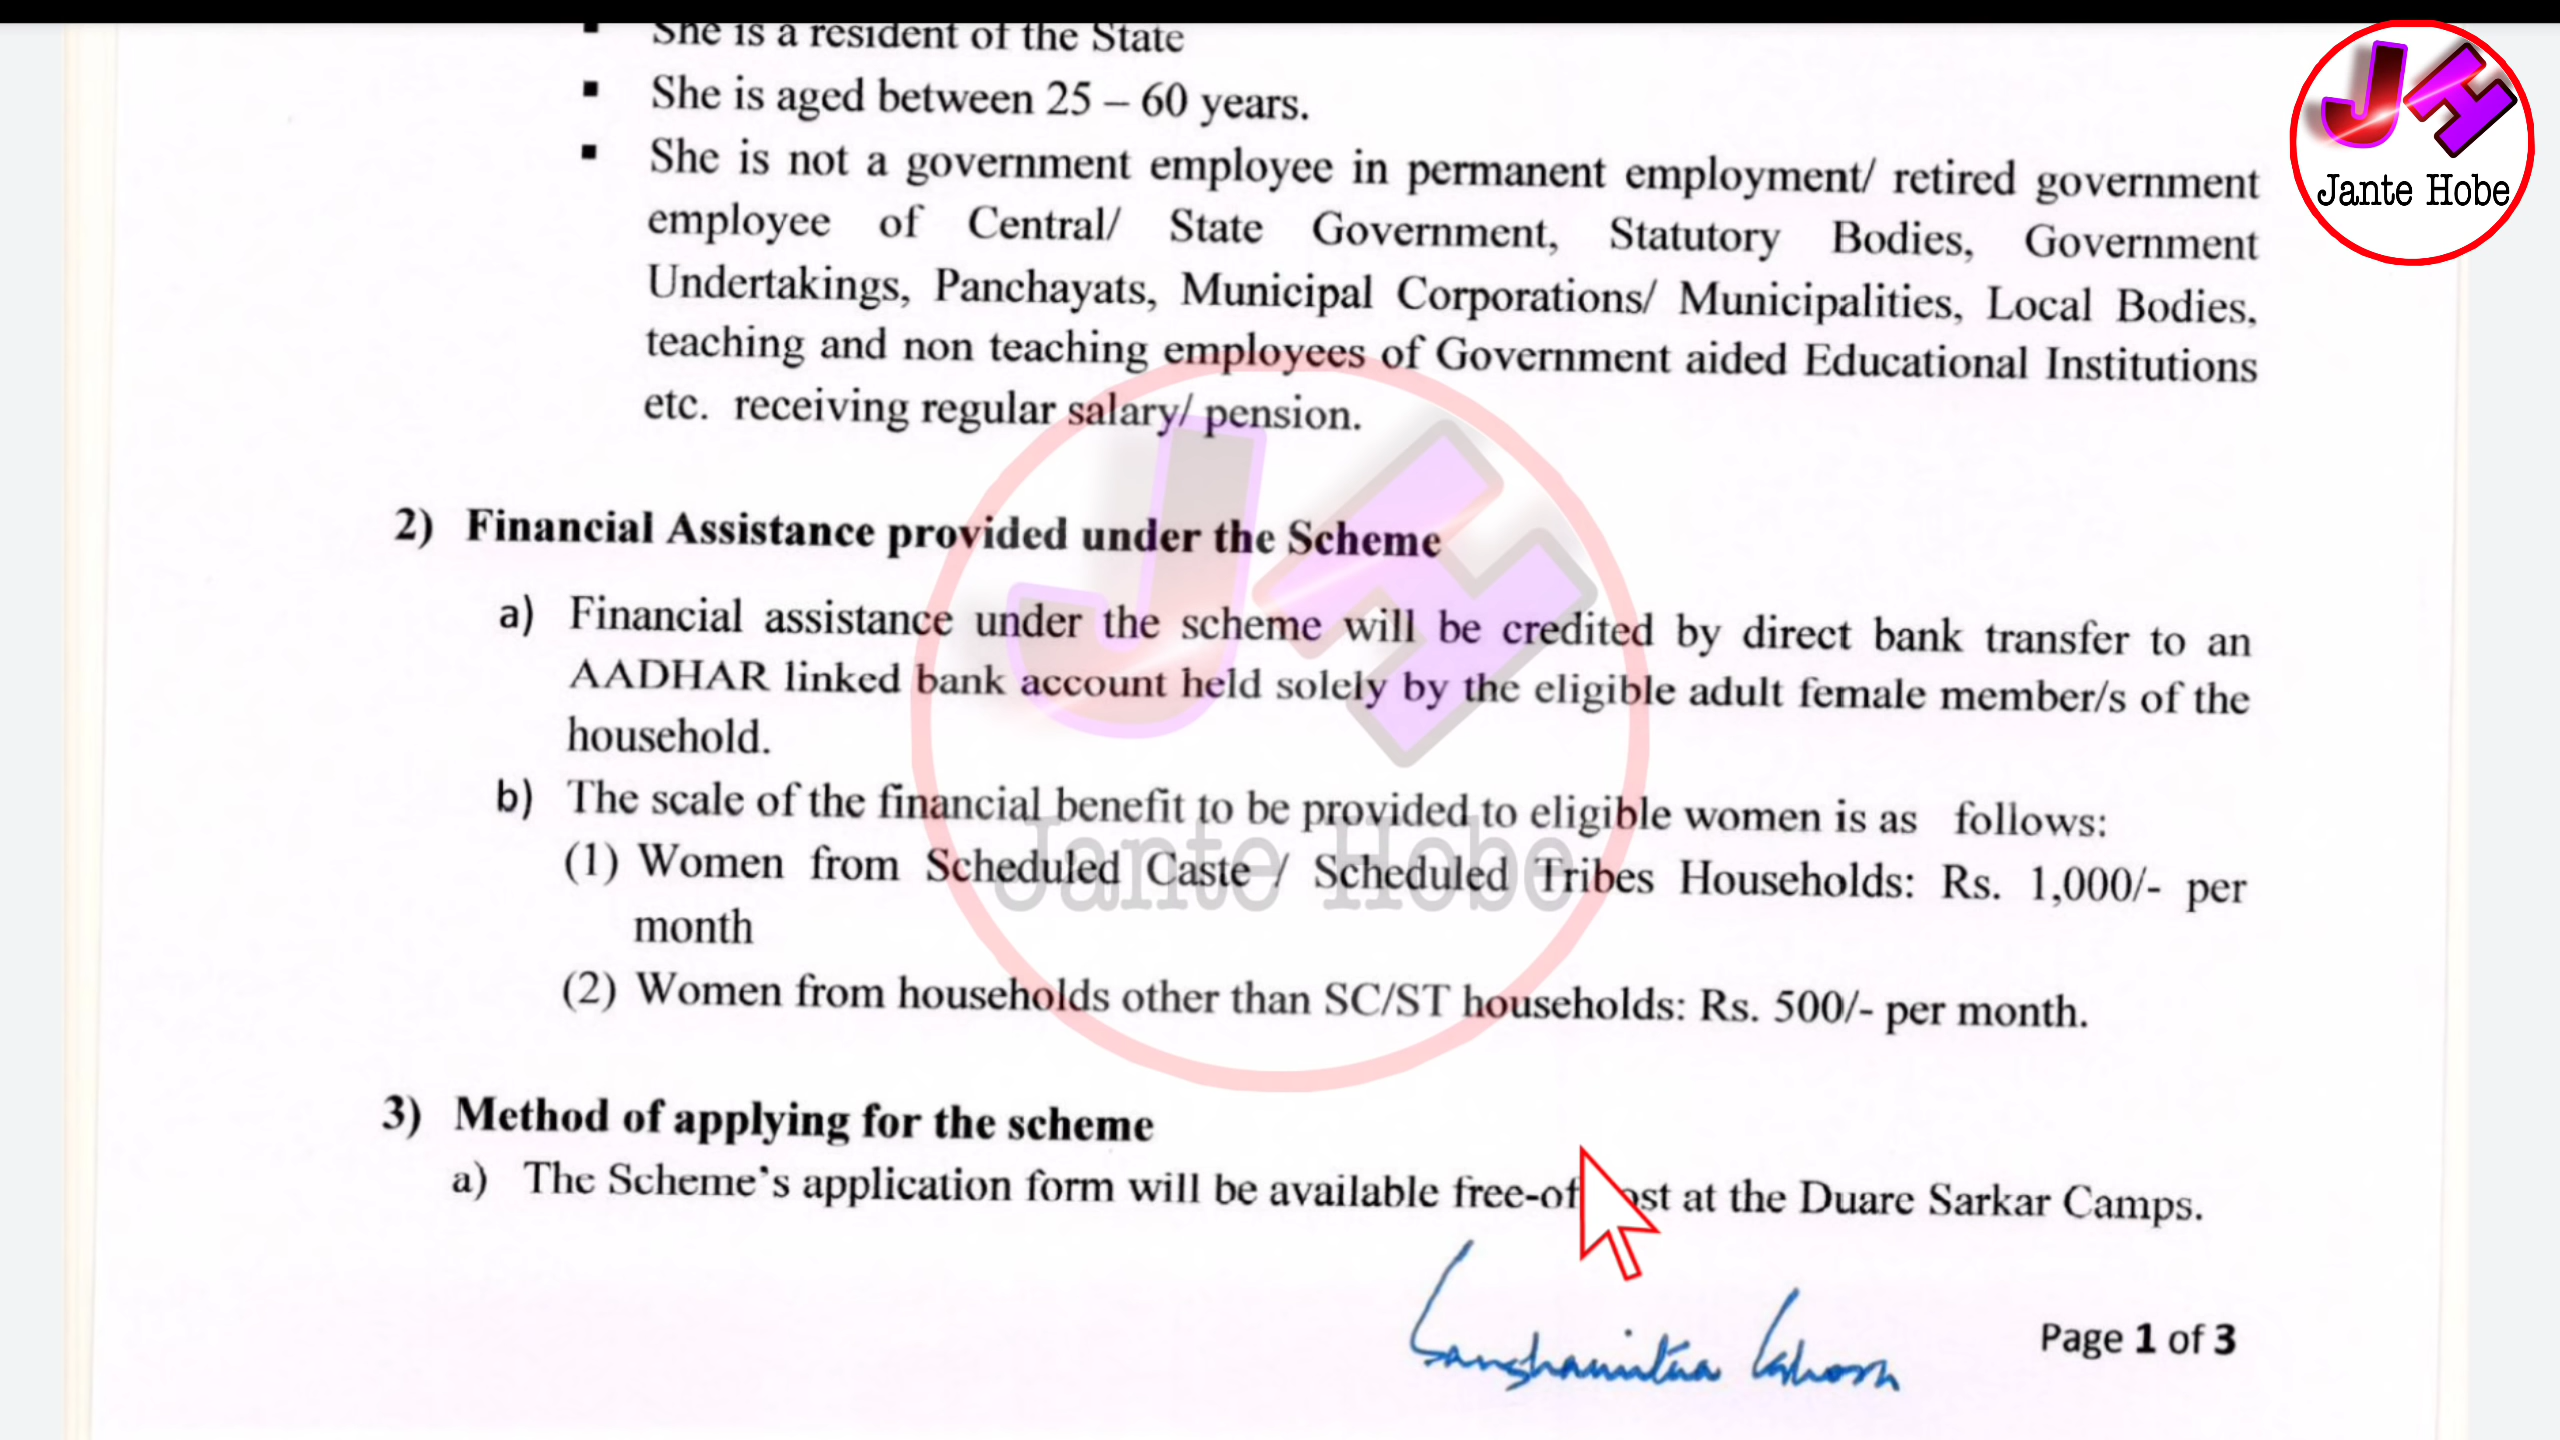 She is a resident of the State
Jante Hobe
▪ She is aged between 25 – 60 years.
▪ She is not a government employee in permanent employment/ retired government
employee of Central/ State Government, Statutory Bodies, Government
Undertakings, Panchayats, Municipal Corporations/ Municipalities, Local Bodies,
teaching and non teaching employees of Government aided Educational Institutions
etc. receiving regular salary/ pension.
2) Financial Assistance provided under the Scheme
a) Financial assistance under the scheme will be credited by direct bank transfer to an
AADHAR linked bank account held solely by the eligible adult female member/s of the
household.
b) The scale of the financial benefit to be provided to eligible women is as follows:
Jante Hobe
(1) Women from Scheduled Caste / Scheduled Tribes Households: Rs. 1,000/- per
month
(2) Women from households other than SC/ST households: Rs. 500/- per month.
3) Method of applying for the scheme
a) The Scheme's application form will be available free-of ost at the Duare Sarkar Camps.
Sanghamitra Ghosh
Page 1 of 3